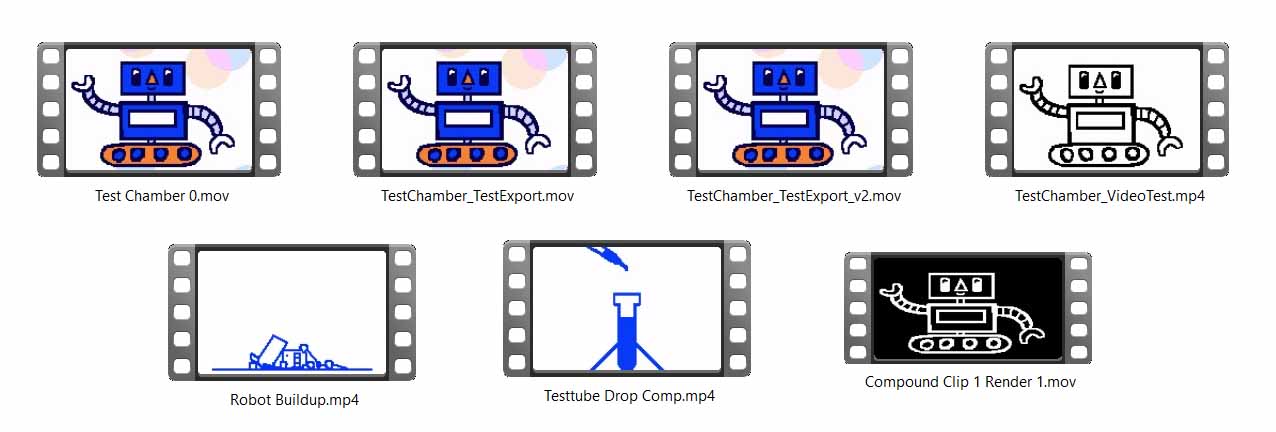 Test Chamber 0.mov
TestChamber_TestExport.mov
TestChamber_TestExport_v2.mov
TestChamber_VideoTest.mp4
Robot Buildup.mp4
Testtube Drop Comp.mp4
Compound Clip 1 Render 1.mov